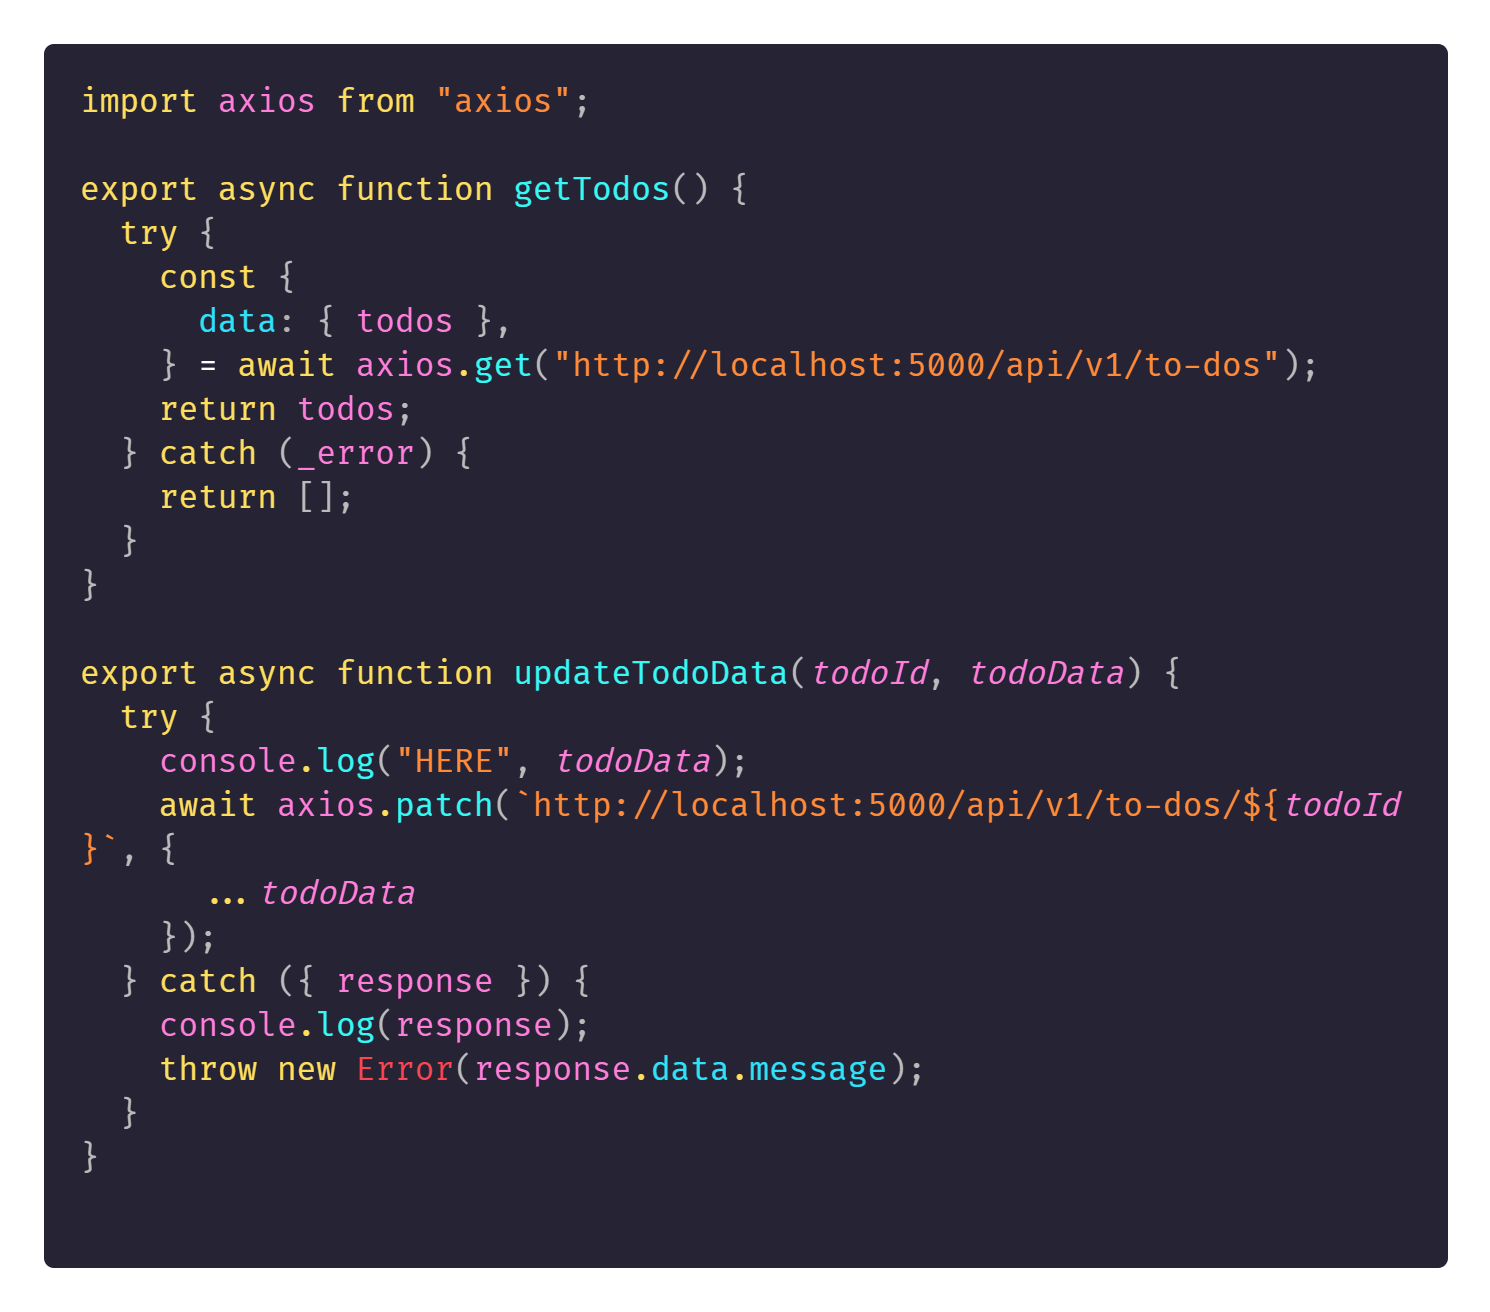 import axios from "axios";

export async function getTodos() {
  try {
    const {
      data: { todos },
    } = await axios.get("http://localhost:5000/api/v1/to-dos");
    return todos;
  } catch (_error) {
    return [];
  }
}

export async function updateTodoData(todoId, todoData) {
  try {
    console.log("HERE", todoData);
    await axios.patch(`http://localhost:5000/api/v1/to-dos/${todoId
}`, {
      ...todoData
    });
  } catch ({ response }) {
    console.log(response);
    throw new Error(response.data.message);
  }
}